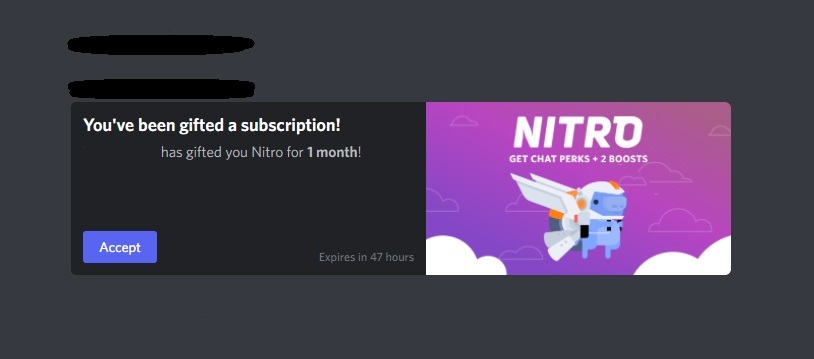 You've been gifted a subscription!
has gifted you Nitro for 1 month!
Accept
Expires in 47 hours
NITRO
GET CHAT PERKS + 2 BOOSTS